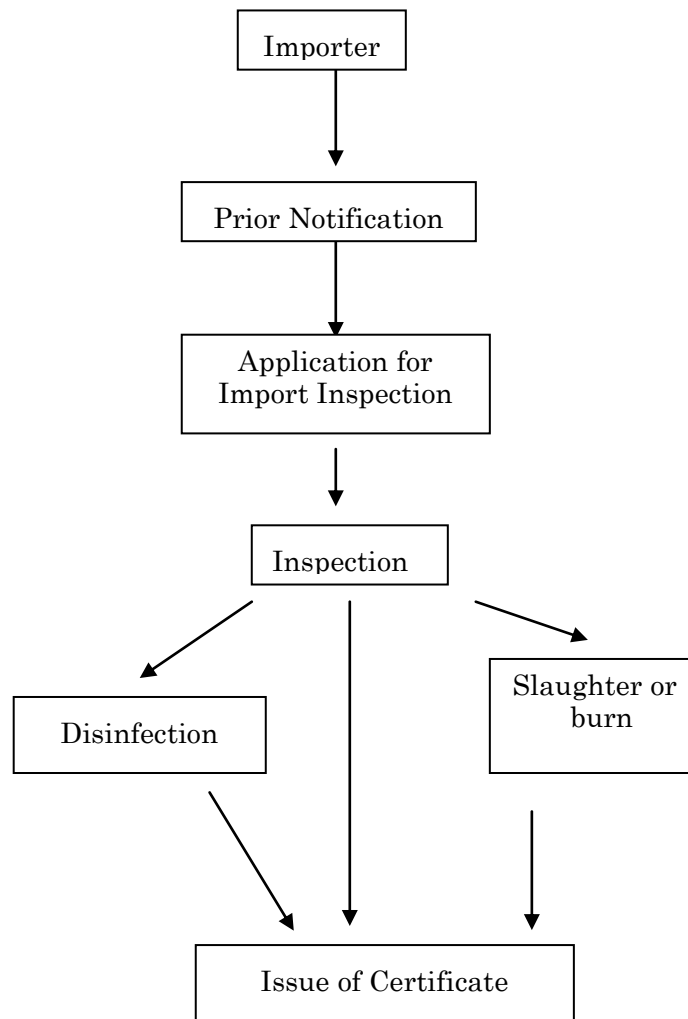 Importer
Prior Notification
Application for
Import Inspection
Inspection
Disinfection
Slaughter or
burn
Issue of Certificate